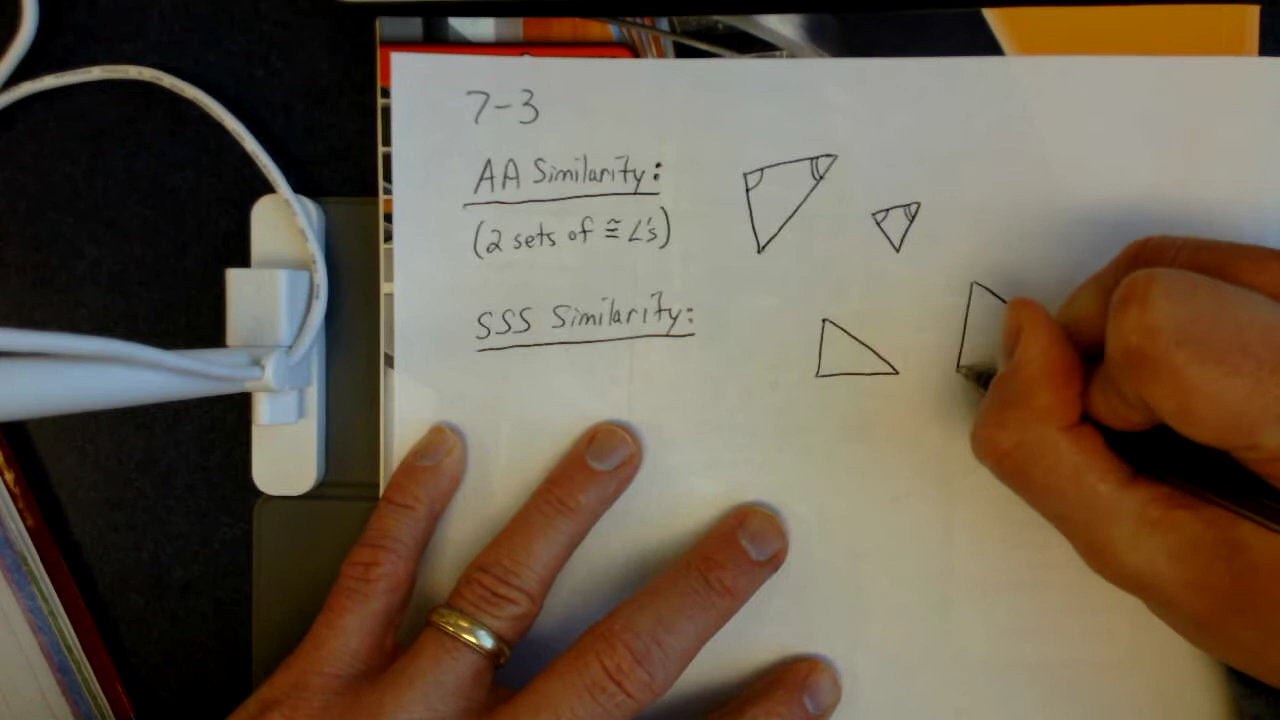 7-3
AA Similarity:
(2 sets of ≅ ∠'s)
SSS Similarity: